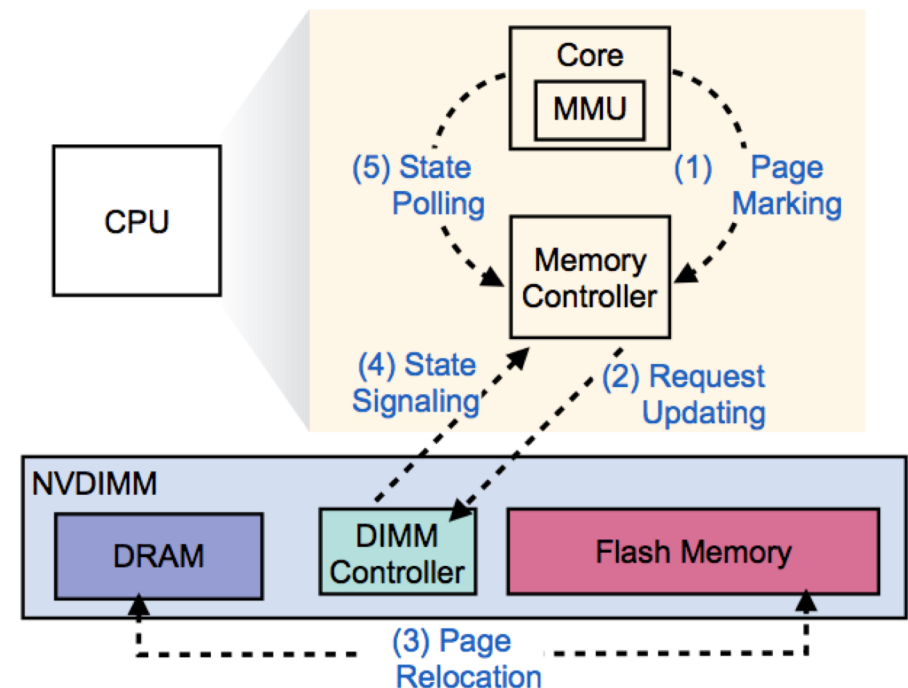 Core
MMU
(5) State
Polling
(1) Page
Marking
CPU
Memory
Controller
(4) State
Signaling
(2) Request
Updating
NVDIMM
DRAM
DIMM
Controller
Flash Memory
(3) Page
Relocation